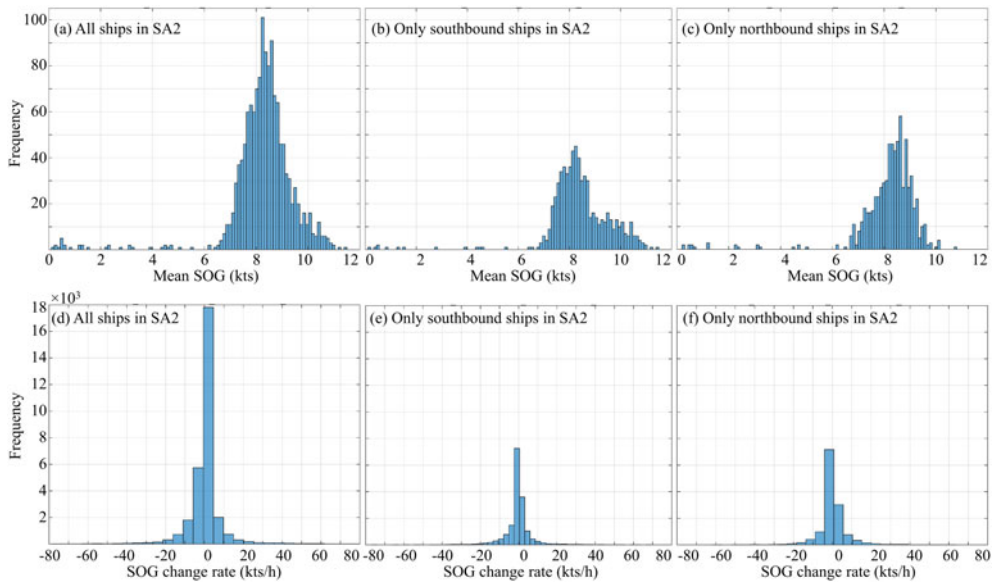 (a) All ships in SA2
(b) Only southbound ships in SA2
(c) Only northbound ships in SA2
100
80
60
40
20
Frequency
0 2 4 6 8 10 12
0 2 4 6 8 10 12
0 2 4 6 8 10 12
Mean SOG (kts)
Mean SOG (kts)
Mean SOG (kts)
×10³
(d) All ships in SA2
(e) Only southbound ships in SA2
(f) Only northbound ships in SA2
18
16
14
12
10
8
6
4
2
Frequency
-80 -60 -40 -20 0 20 40 60 80
-80 -60 -40 -20 0 20 40 60 80
-80 -60 -40 -20 0 20 40 60 80
SOG change rate (kts/h)
SOG change rate (kts/h)
SOG change rate (kts/h)